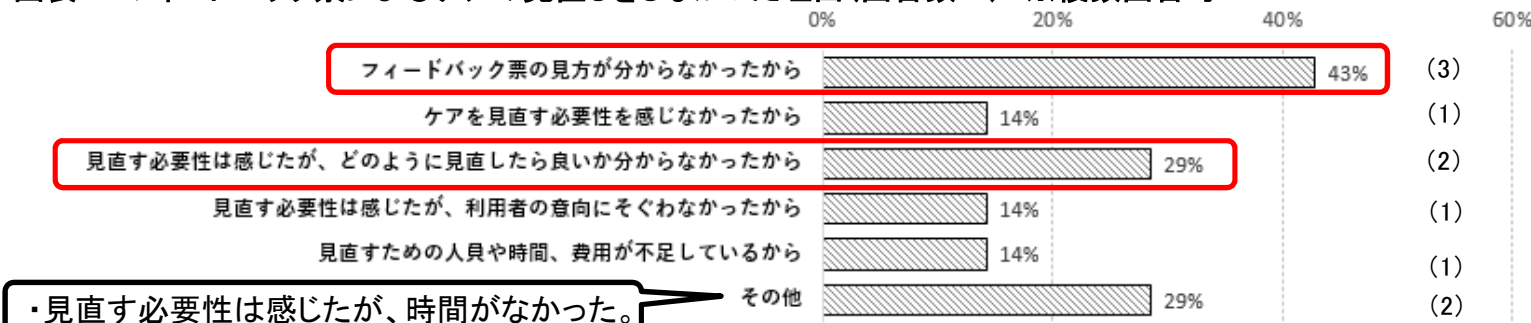 0% 20% 40% 60%
フィードバック票の見方が分からなかったから 43% (3)
ケアを見直す必要性を感じなかったから 14% (1)
見直す必要性は感じたが、どのように見直したら良いか分からなかったから 29% (2)
見直す必要性は感じたが、利用者の意向にそぐわなかったから 14% (1)
見直すための人員や時間、費用が不足しているから 14% (1)
その他 29% (2)
・見直す必要性は感じたが、時間がなかった。